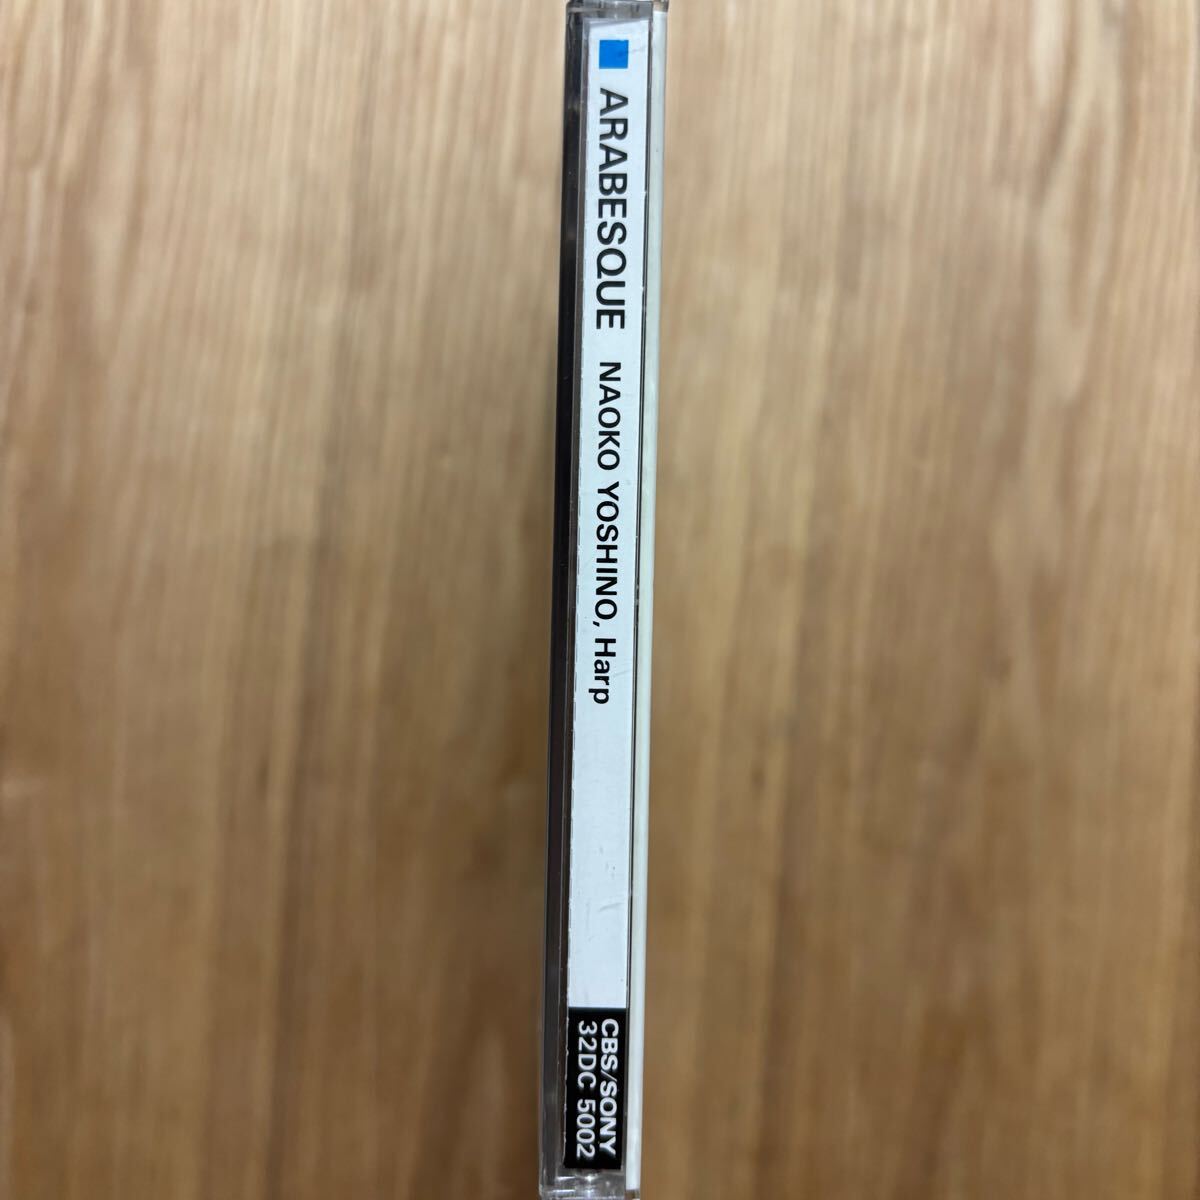 ARABESQUE NAOKO YOSHINO, Harp
CBS/SONY
32DC 5002